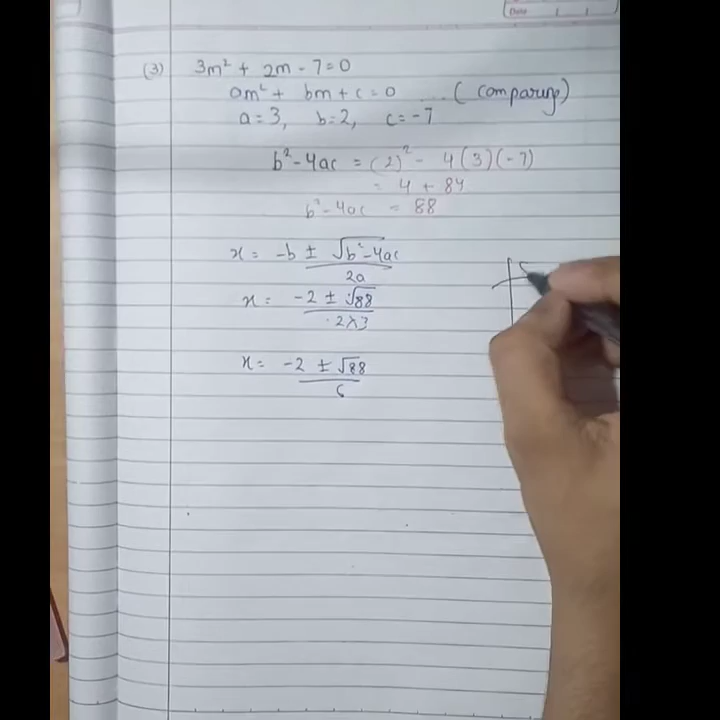 Date
(3) 3m² + 2m - 7 = 0
am² + bm + c = 0 ... (comparing)
a = 3, b = 2, c = -7
b² - 4ac = (2)² - 4(3)(-7)
= 4 + 84
b² - 4ac = 88
x = -b ± √b² - 4ac
2a
x = -2 ± √88
2×3
x = -2 ± √88
6